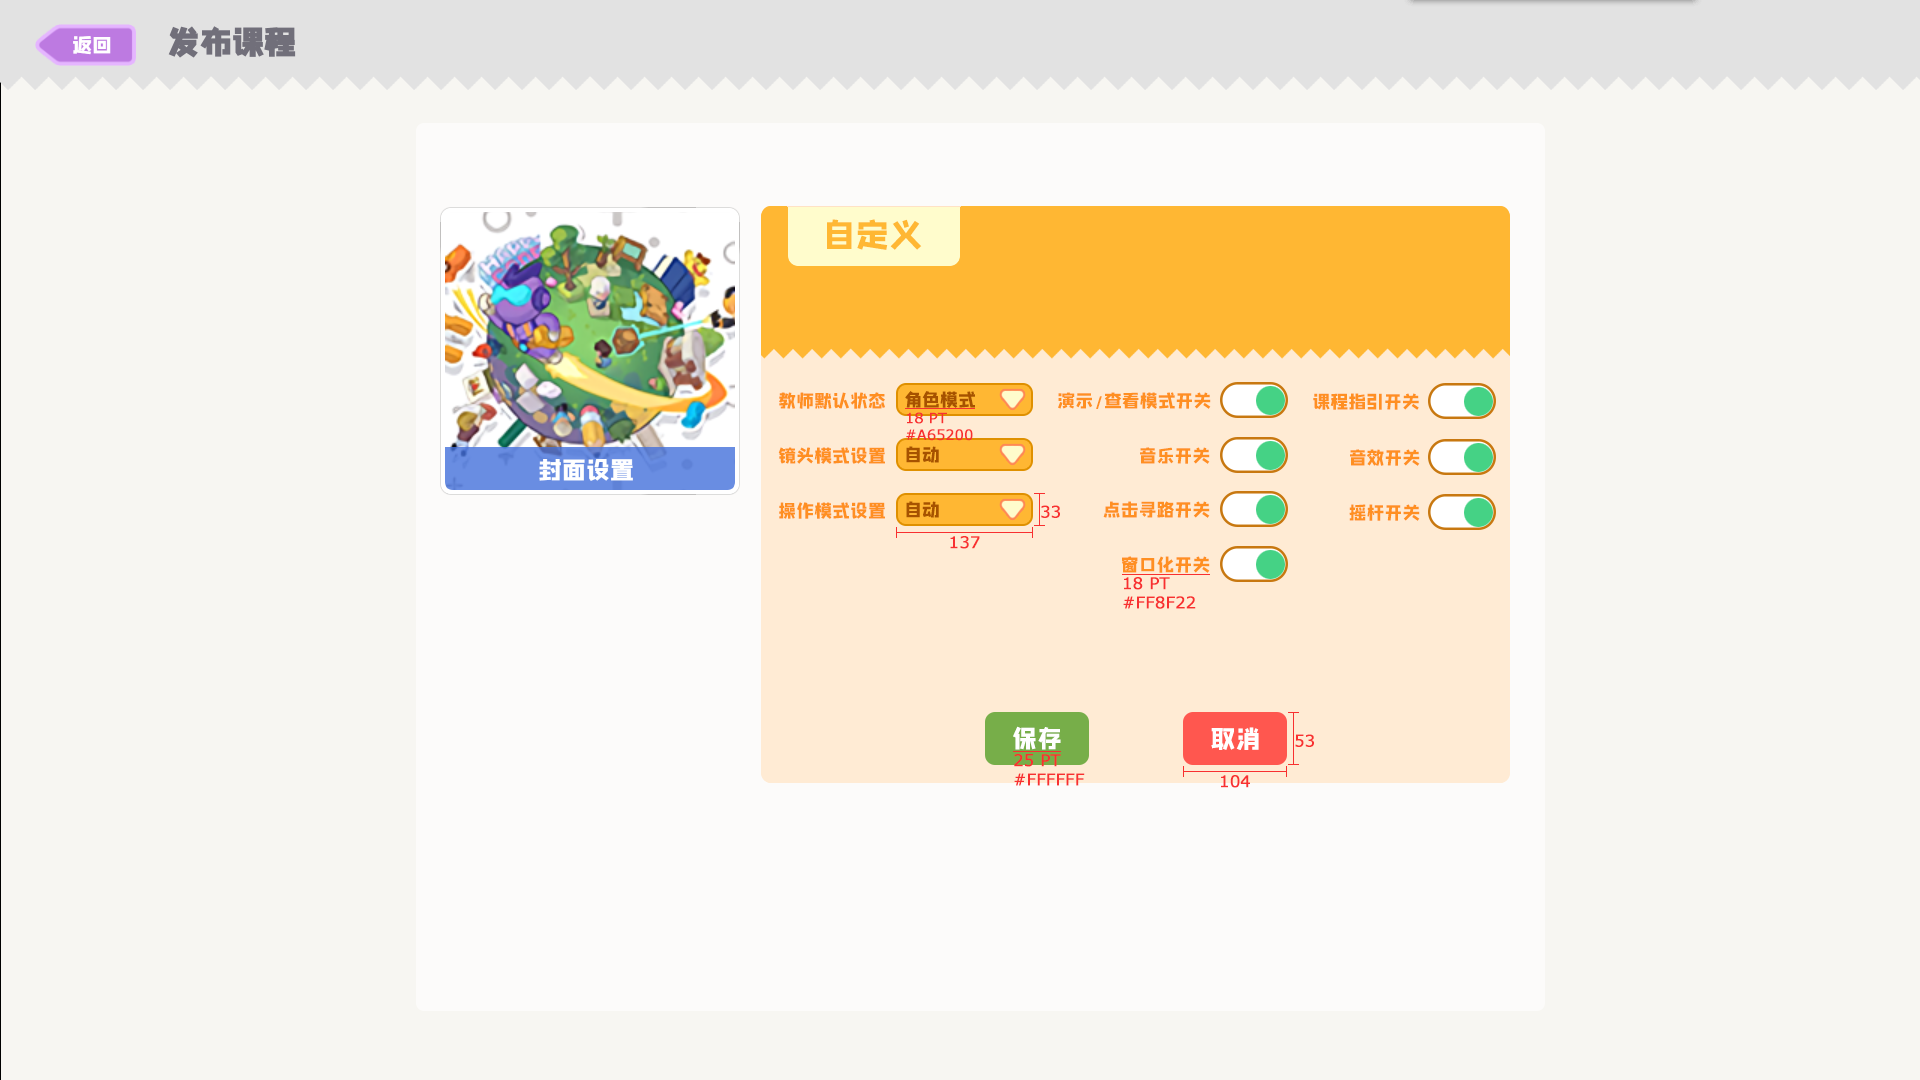 返回
发布课程
自定义
封面设置
教师默认状态
角色模式
18 PT
#A65200
演示/查看模式开关
课程指引开关
镜头模式设置
自动
音乐开关
音效开关
操作模式设置
自动
33
137
点击寻路开关
摇杆开关
窗口化开关
18 PT
#FF8F22
保存
25 PT
#FFFFFF
取消
53
104